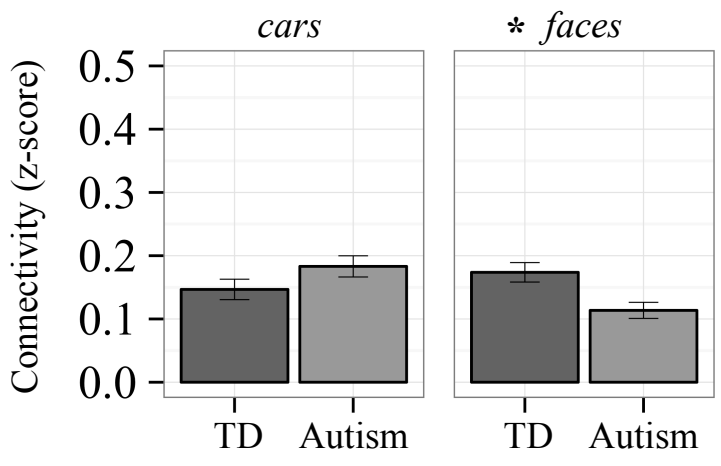 cars
* faces
Connectivity (z-score)
0.5
0.4
0.3
0.2
0.1
0.0
TD Autism
TD Autism